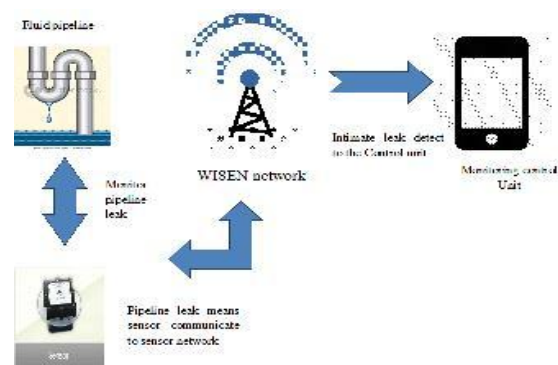 Fluid pipeline
WISEN network
Intimate leak detect
to the Control unit
Monitoring control
Unit
Monitor
pipeline
leak
Pipeline leak means
sensor communicate
to sensor network